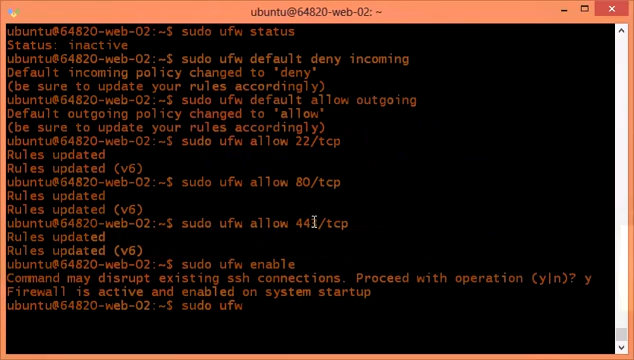 ubuntu@64820-web-02: ~
ubuntu@64820-web-02:~$ sudo ufw status
Status: inactive
ubuntu@64820-web-02:~$ sudo ufw default deny incoming
Default incoming policy changed to 'deny'
(be sure to update your rules accordingly)
ubuntu@64820-web-02:~$ sudo ufw default allow outgoing
Default outgoing policy changed to 'allow'
(be sure to update your rules accordingly)
ubuntu@64820-web-02:~$ sudo ufw allow 22/tcp
Rules updated
Rules updated (v6)
ubuntu@64820-web-02:~$ sudo ufw allow 80/tcp
Rules updated
Rules updated (v6)
ubuntu@64820-web-02:~$ sudo ufw allow 443/tcp
Rules updated
Rules updated (v6)
ubuntu@64820-web-02:~$ sudo ufw enable
Command may disrupt existing ssh connections. Proceed with operation (y|n)? y
Firewall is active and enabled on system startup
ubuntu@64820-web-02:~$ sudo ufw